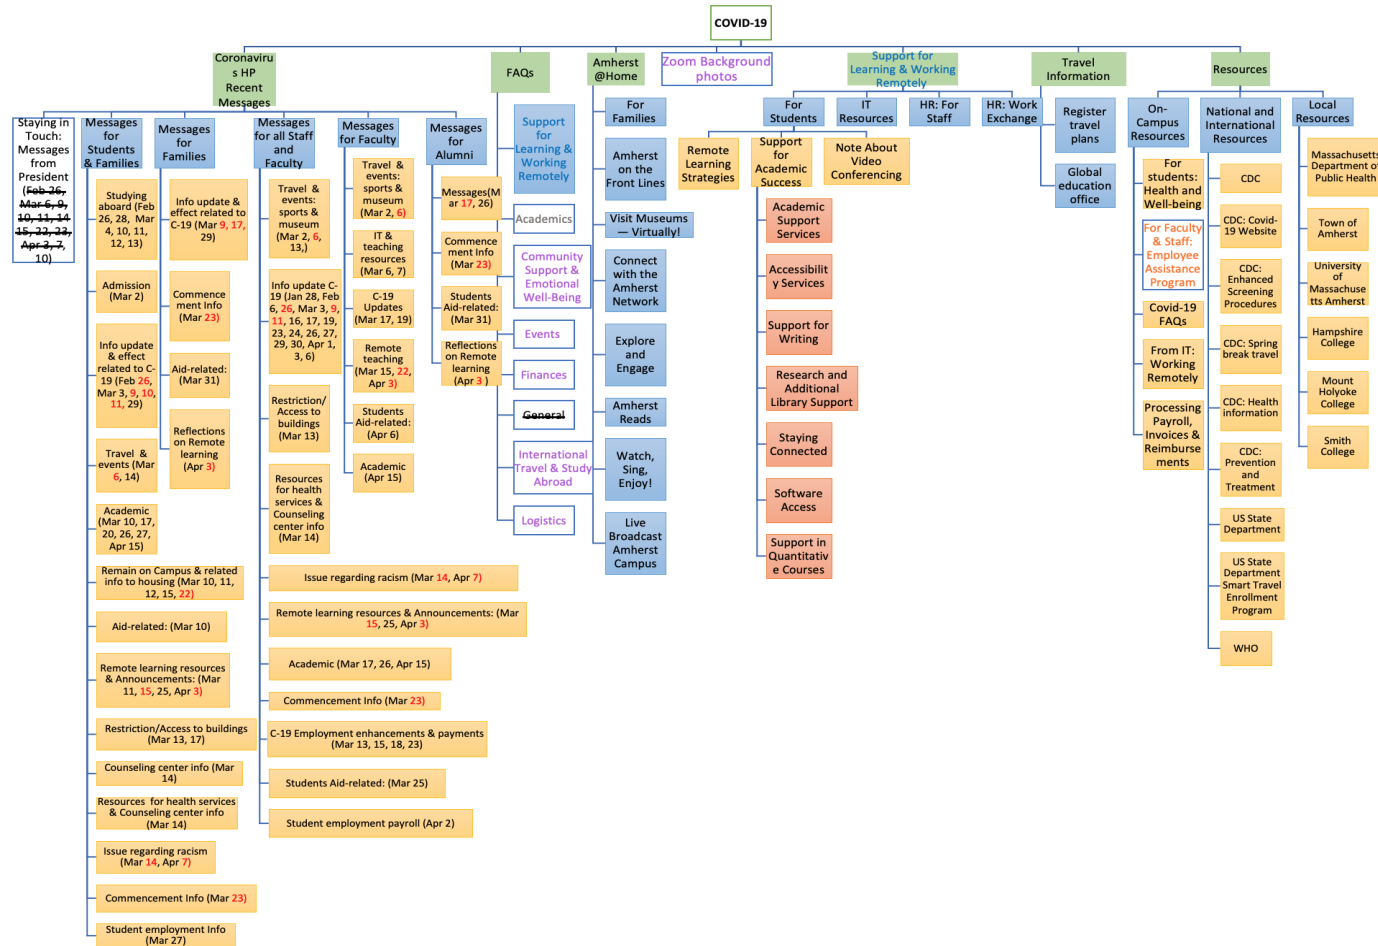 COVID-19
Coronaviru
s HP
Recent
Messages
FAQs
Amherst
@Home
Zoom Background
photos
Support for
Learning & Working
Remotely
Travel
Information
Resources
Staying in
Touch:
Messages
from
President
(Feb 26,
Mar 6, 9,
10, 11, 14
15, 22, 23,
Apr 3, 7,
10)
Messages
for
Students
& Families
Studying
aboard (Feb
26, 28, Mar
4, 10, 11,
12, 13)
Admission
(Mar 2)
Info update
& effect
related to C-
19 (Feb 26,
Mar 3, 9, 10,
11, 29)
Travel &
events (Mar
6, 14)
Academic
(Mar 10, 17,
20, 26, 27,
Apr 15)
Remain on Campus & related
info to housing (Mar 10, 11,
12, 15, 22)
Aid-related: (Mar 10)
Remote learning resources
& Announcements: (Mar
11, 15, 25, Apr 3)
Restriction/Access to buildings
(Mar 13, 17)
Counseling center info (Mar
14)
Resources for health services
& Counseling center info
(Mar 14)
Issue regarding racism
(Mar 14, Apr 7)
Commencement Info (Mar 23)
Student employment Info
(Mar 27)
Messages
for
Families
Info update &
effect related to
C-19 (Mar 9, 17,
29)
Commence
ment Info
(Mar 23)
Aid-related:
(Mar 31)
Reflections
on Remote
learning
(Apr 3)
Messages
for all Staff
and
Faculty
Travel &
events:
sports &
museum
(Mar 2, 6,
13,)
Info update C-
19 (Jan 28, Feb
6, 26, Mar 3, 9,
11, 16, 17, 19,
23, 24, 26, 27,
29, 30, Apr 1,
3, 6)
Restriction/
Access to
buildings
(Mar 13)
Resources
for health
services &
Counseling
center info
(Mar 14)
Issue regarding racism (Mar 14, Apr 7)
Remote learning resources & Announcements: (Mar
15, 25, Apr 3)
Academic (Mar 17, 26, Apr 15)
Commencement Info (Mar 23)
C-19 Employment enhancements & payments
(Mar 13, 15, 18, 23)
Students Aid-related: (Mar 25)
Student employment payroll (Apr 2)
Messages
for Faculty
Travel &
events:
sports &
museum
(Mar 2, 6)
IT &
teaching
resources
(Mar 6, 7)
C-19
Updates
(Mar 17, 19)
Remote
teaching
(Mar 15, 22,
Apr 3)
Students
Aid-related:
(Apr 6)
Academic
(Apr 15)
Messages
for
Alumni
Messages(M
ar 17, 26)
Commence
ment Info
(Mar 23)
Students
Aid-related:
(Mar 31)
Reflections
on Remote
learning
(Apr 3 )
Support
for
Learning &
Working
Remotely
Academics
Community
Support &
Emotional
Well-Being
Events
Finances
General
International
Travel & Study
Abroad
Logistics
For
Families
Amherst
on the
Front Lines
Visit Museums
— Virtually!
Connect
with the
Amherst
Network
Explore
and
Engage
Amherst
Reads
Watch,
Sing,
Enjoy!
Live
Broadcast
Amherst
Campus
For
Students
IT
Resources
HR: For
Staff
HR: Work
Exchange
Remote
Learning
Strategies
Support
for
Academic
Success
Note About
Video
Conferencing
Academic
Support
Services
Accessibilit
y Services
Support for
Writing
Research and
Additional
Library Support
Staying
Connected
Software
Access
Support in
Quantitativ
e Courses
Register
travel
plans
Global
education
office
On-
Campus
Resources
For
students:
Health and
Well-being
For Faculty
& Staff:
Employee
Assistance
Program
Covid-19
FAQs
From IT:
Working
Remotely
Processing
Payroll,
Invoices &
Reimburse
ments
National and
International
Resources
CDC
CDC: Covid-
19 Website
CDC:
Enhanced
Screening
Procedures
CDC: Spring
break travel
CDC: Health
information
CDC:
Prevention
and
Treatment
US State
Department
US State
Department
Smart Travel
Enrollment
Program
WHO
Local
Resources
Massachusetts
Department of
Public Health
Town of
Amherst
University
of
Massachuse
tts Amherst
Hampshire
College
Mount
Holyoke
College
Smith
College